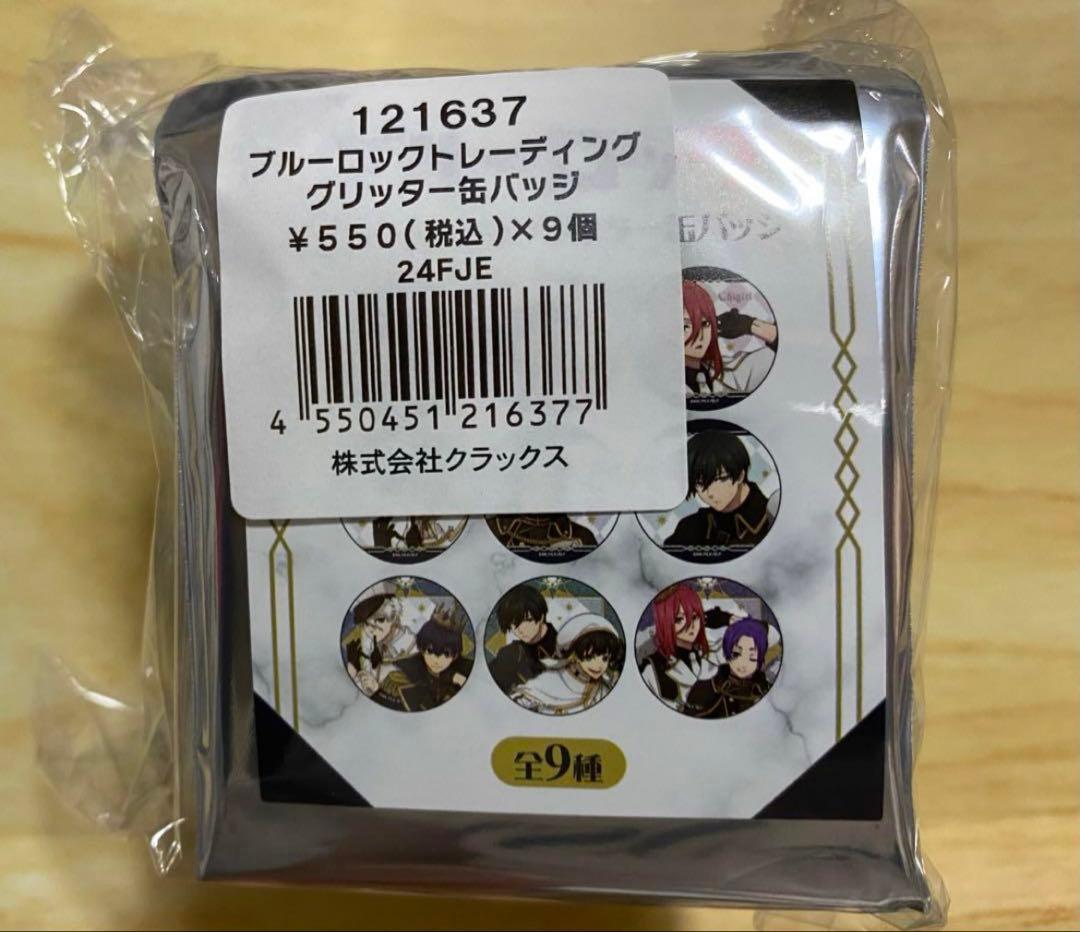 121637
ブルーロックトレーディング
グリッター缶バッジ
¥550(税込)×9個
24FJE
4 550451 216377
株式会社クラックス
缶バッジ
Chigiri
全9種